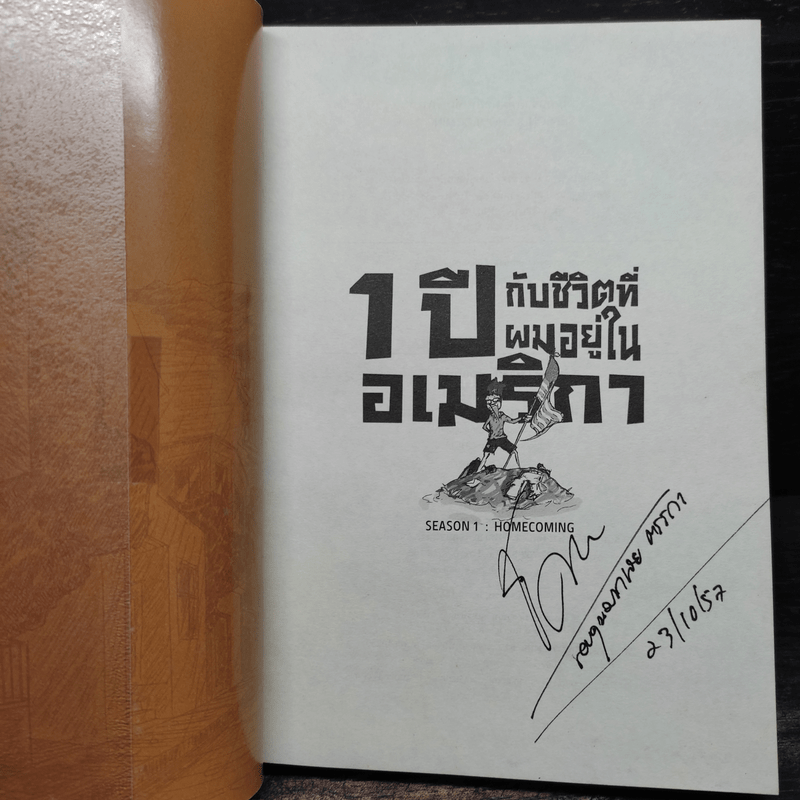 1 ปี กับชีวิตที่
ผมอยู่ใน
อเมริกา
SEASON 1 : HOMECOMING
23/10/57